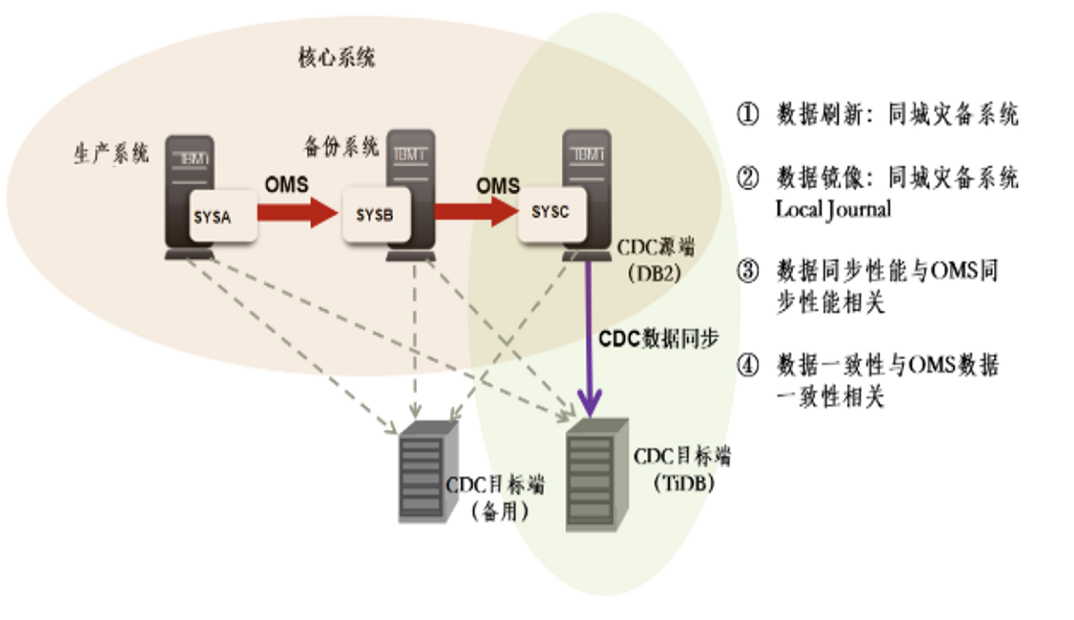 核心系统
生产系统
备份系统
IBMi
IBMi
IBMi
OMS
OMS
SYSA
SYSB
SYSC
CDC源端
(DB2)
CDC数据同步
CDC目标端
(备用)
CDC目标端
(TiDB)
① 数据刷新：同城灾备系统
② 数据镜像：同城灾备系统
Local Journal
③ 数据同步性能与OMS同
步性能相关
④ 数据一致性与OMS数据
一致性相关